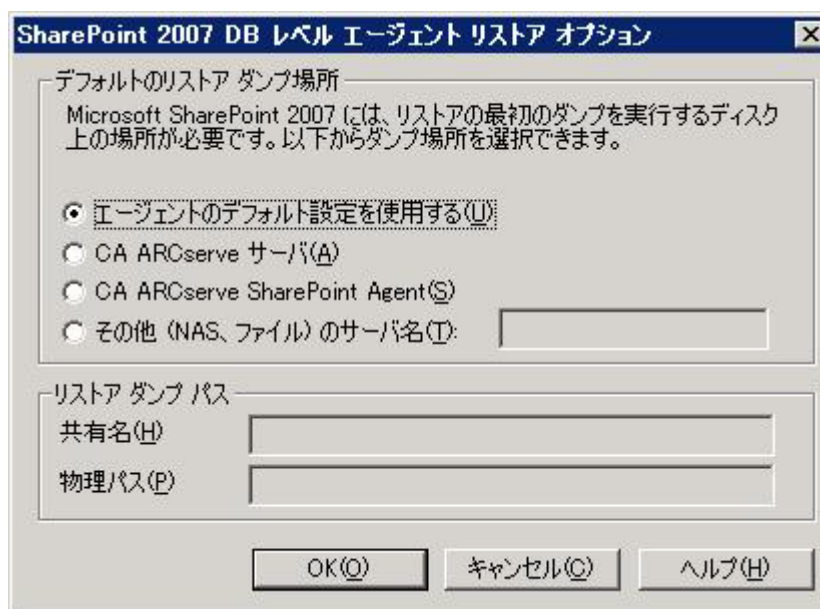 SharePoint 2007 DB レベル エージェント リストア オプション
デフォルトのリストア ダンプ場所
Microsoft SharePoint 2007 には、リストアの最初のダンプを実行するディスク
上の場所が必要です。以下からダンプ場所を選択できます。
エージェントのデフォルト設定を使用する(U)
CA ARCserve サーバ(A)
CA ARCserve SharePoint Agent(S)
その他 (NAS、ファイル) のサーバ名(T):
リストア ダンプ パス
共有名(H)
物理パス(P)
OK(O) キャンセル(C) ヘルプ(H)